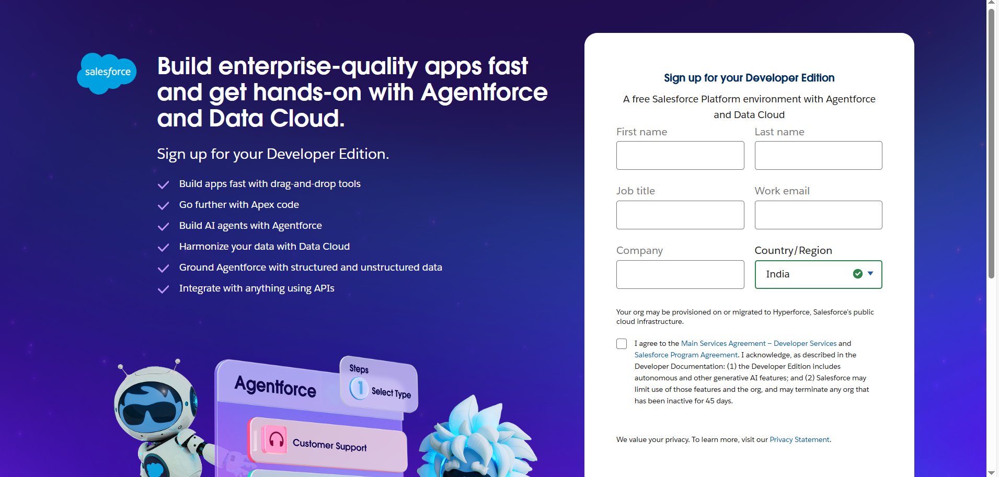 salesforce
Build enterprise-quality apps fast
and get hands-on with Agentforce
and Data Cloud.
Sign up for your Developer Edition.
Build apps fast with drag-and-drop tools
Go further with Apex code
Build AI agents with Agentforce
Harmonize your data with Data Cloud
Ground Agentforce with structured and unstructured data
Integrate with anything using APIs
Agentforce
Steps
1 Select Type
Customer Support
Sign up for your Developer Edition
A free Salesforce Platform environment with Agentforce
and Data Cloud
First name
Last name
Job title
Work email
Company
Country/Region
India
Your org may be provisioned on or migrated to Hyperforce, Salesforce's public
cloud infrastructure.
I agree to the Main Services Agreement – Developer Services and
Salesforce Program Agreement. I acknowledge, as described in the
Developer Documentation: (1) the Developer Edition includes
autonomous and other generative AI features; and (2) Salesforce may
limit use of those features and the org, and may terminate any org that
has been inactive for 45 days.
We value your privacy. To learn more, visit our Privacy Statement.